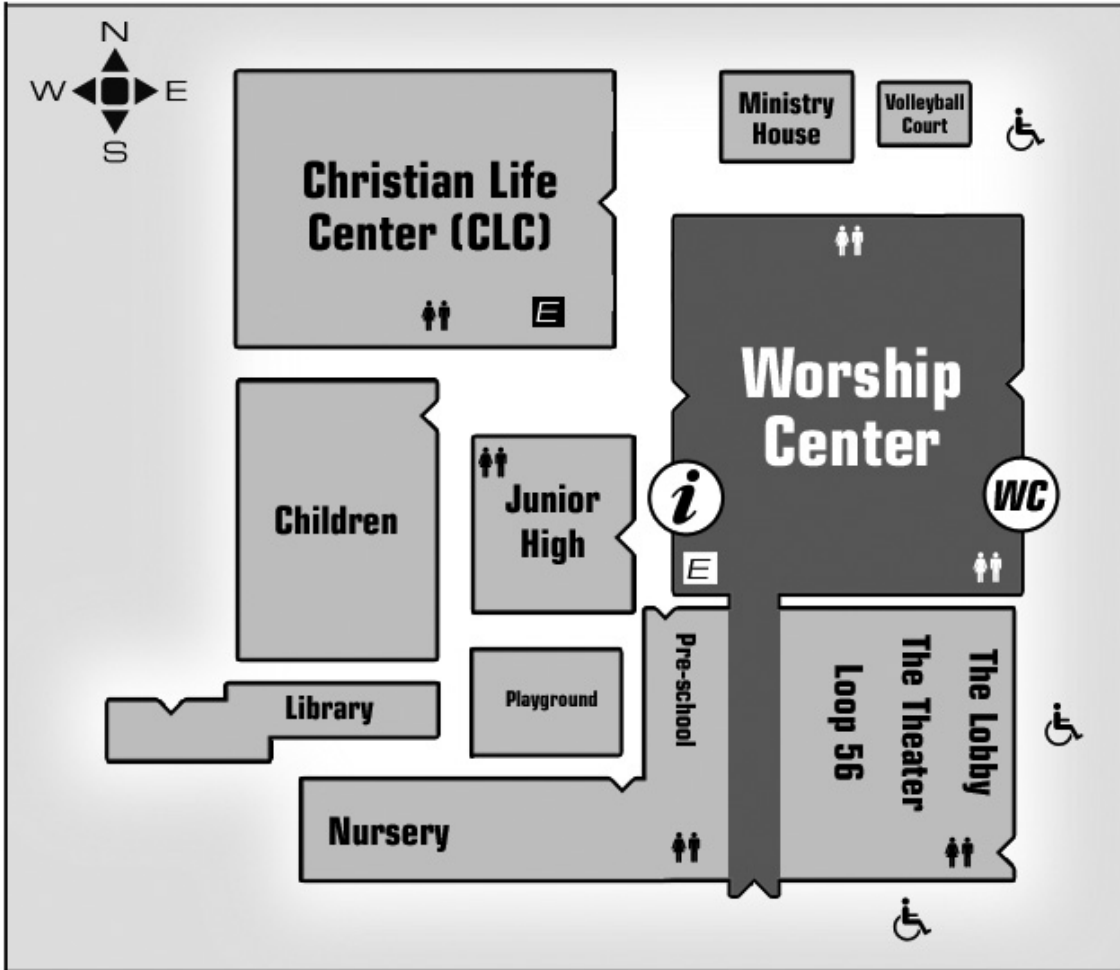 N
W E
S
Christian Life
Center (CLC)
E
Ministry
House
Volleyball
Court
Worship
Center
i
WC
E
Children
Junior
High
Library
Playground
Pre-school
Nursery
Loop 56
The Theater
The Lobby